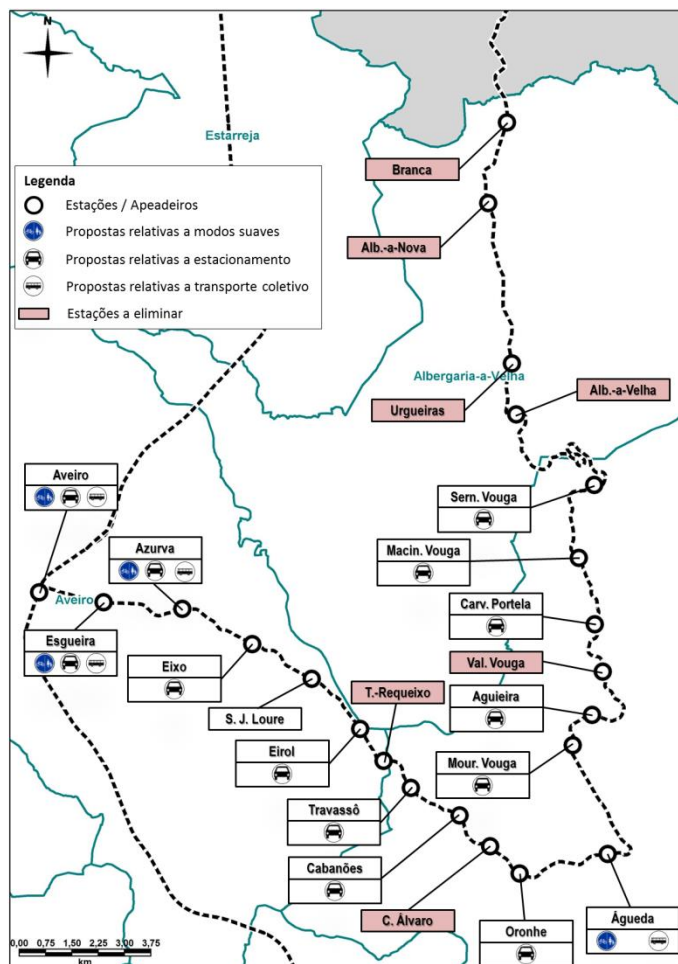 N
Estarreja
Branca
Legenda
Estações / Apeadeiros
Propostas relativas a modos suaves
Propostas relativas a estacionamento
Propostas relativas a transporte coletivo
Estações a eliminar
Alb.-a-Nova
Albergaria-a-Velha
Urgueiras
Alb.-a-Velha
Aveiro
Sern. Vouga
Azurva
Macin. Vouga
Aveiro
Carv. Portela
Esgueira
Eixo
Val. Vouga
T.-Requeixo
Aguieira
S. J. Loure
Eirol
Mour. Vouga
Travassô
Cabanões
C. Álvaro
Oronhe
Águeda
0,00 0,75 1,50 2,25 3,00 3,75
km